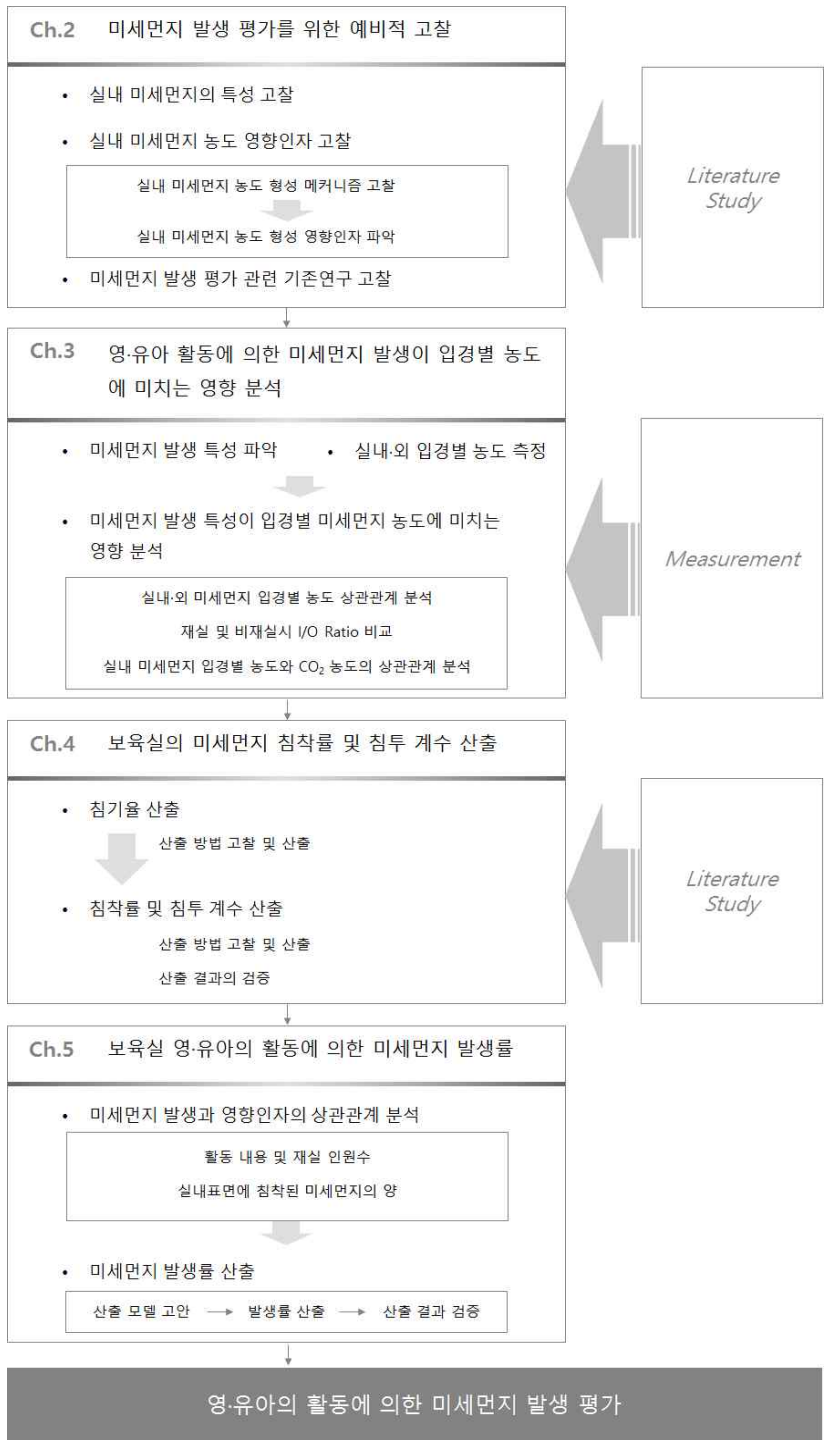 Ch.2 미세먼지 발생 평가를 위한 예비적 고찰
• 실내 미세먼지의 특성 고찰
• 실내 미세먼지 농도 영향인자 고찰
실내 미세먼지 농도 형성 메커니즘 고찰
실내 미세먼지 농도 형성 영향인자 파악
• 미세먼지 발생 평가 관련 기존연구 고찰
Literature
Study
Ch.3 영·유아 활동에 의한 미세먼지 발생이 입경별 농도
에 미치는 영향 분석
• 미세먼지 발생 특성 파악 • 실내·외 입경별 농도 측정
• 미세먼지 발생 특성이 입경별 미세먼지 농도에 미치는
영향 분석
실내·외 미세먼지 입경별 농도 상관관계 분석
재실 및 비재실시 I/O Ratio 비교
실내 미세먼지 입경별 농도와 CO₂ 농도의 상관관계 분석
Measurement
Ch.4 보육실의 미세먼지 침착률 및 침투 계수 산출
• 침기율 산출
산출 방법 고찰 및 산출
• 침착률 및 침투 계수 산출
산출 방법 고찰 및 산출
산출 결과의 검증
Literature
Study
Ch.5 보육실 영·유아의 활동에 의한 미세먼지 발생률
• 미세먼지 발생과 영향인자의 상관관계 분석
활동 내용 및 재실 인원수
실내표면에 침착된 미세먼지의 양
• 미세먼지 발생률 산출
산출 모델 고안 → 발생률 산출 → 산출 결과 검증
영·유아의 활동에 의한 미세먼지 발생 평가